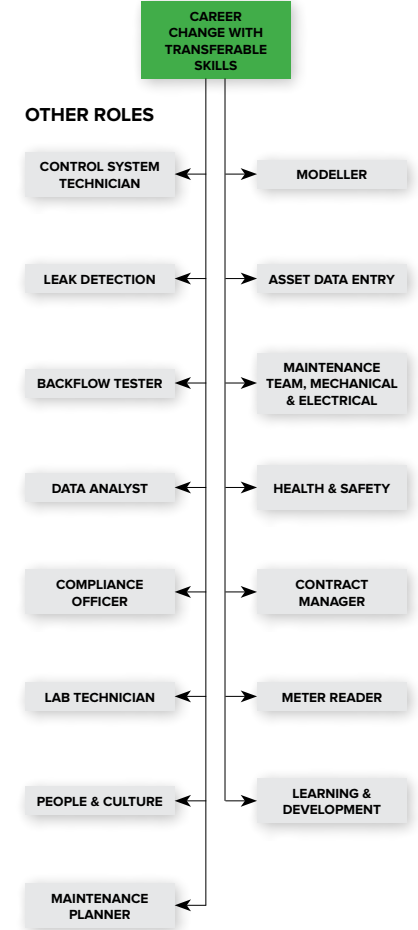 CAREER
CHANGE WITH
TRANSFERABLE
SKILLS
OTHER ROLES
CONTROL SYSTEM
TECHNICIAN
MODELLER
LEAK DETECTION
ASSET DATA ENTRY
BACKFLOW TESTER
MAINTENANCE
TEAM, MECHANICAL
& ELECTRICAL
DATA ANALYST
HEALTH & SAFETY
COMPLIANCE
OFFICER
CONTRACT
MANAGER
LAB TECHNICIAN
METER READER
PEOPLE & CULTURE
LEARNING &
DEVELOPMENT
MAINTENANCE
PLANNER